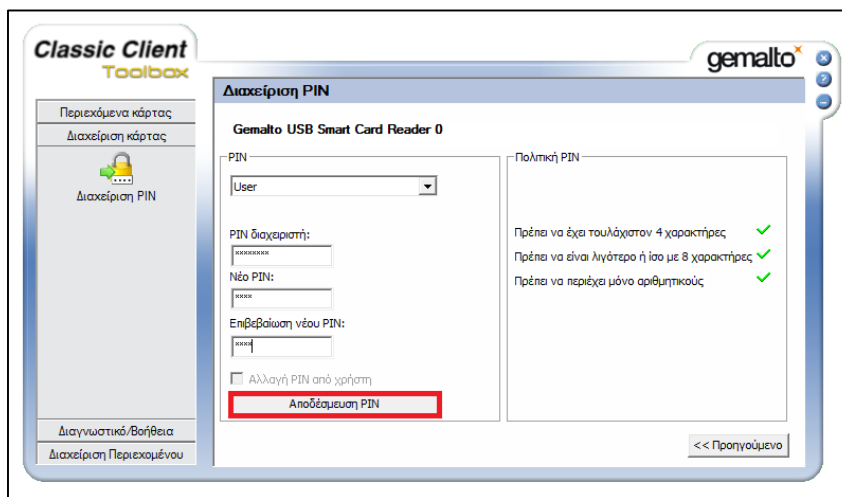 Classic Client
Toolbox
gemalto
Διαχείριση PIN
Περιεχόμενα κάρτας
Διαχείριση κάρτας
Διαχείριση PIN
Διαγνωστικό/Βοήθεια
Διαχείριση Περιεχομένου
Gemalto USB Smart Card Reader 0
PIN
User
PIN διαχειριστή:
********
Νέο PIN:
****
Επιβεβαίωση νέου PIN:
****
Αλλαγή PIN από χρήστη
Αποδέσμευση PIN
Πολιτική PIN
Πρέπει να έχει τουλάχιστον 4 χαρακτήρες
Πρέπει να είναι λιγότερο ή ίσο με 8 χαρακτήρες
Πρέπει να περιέχει μόνο αριθμητικούς
<< Προηγούμενο